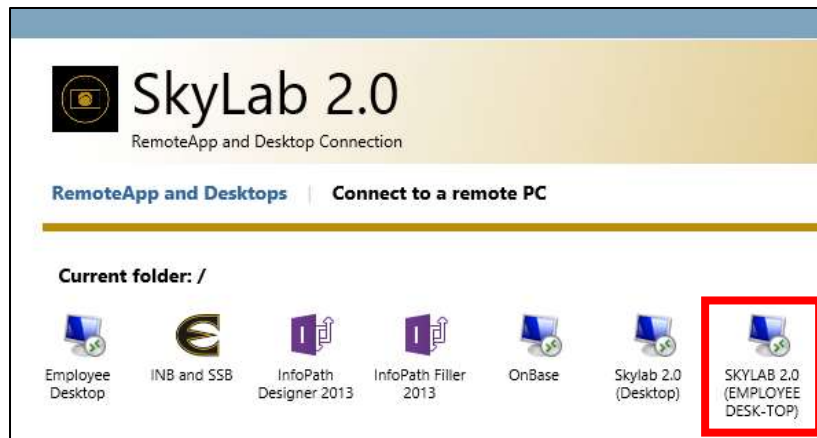 SkyLab 2.0
RemoteApp and Desktop Connection
RemoteApp and Desktops | Connect to a remote PC
Current folder: /
Employee
Desktop
INB and SSB
InfoPath
Designer 2013
InfoPath Filler
2013
OnBase
Skylab 2.0
(Desktop)
SKYLAB 2.0
(EMPLOYEE
DESK-TOP)